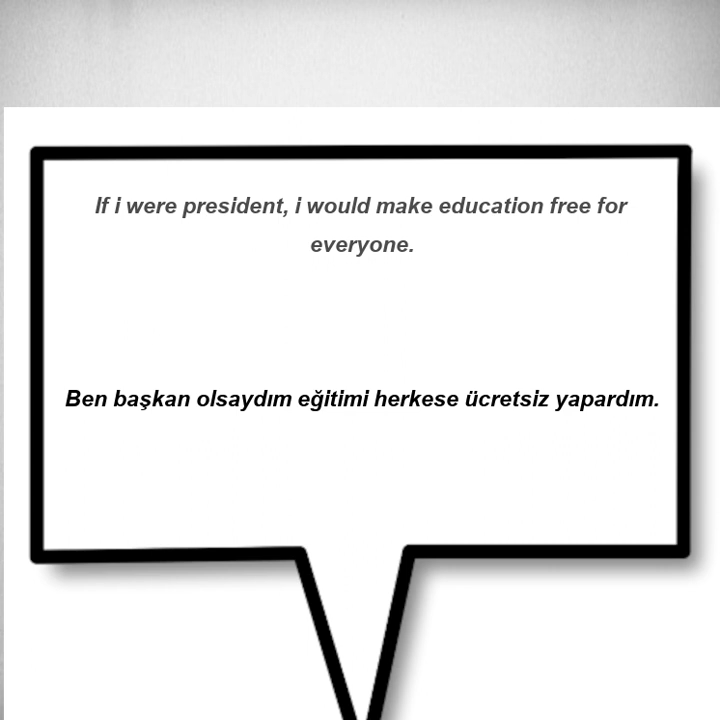 If i were president, i would make education free for
everyone.
Ben başkan olsaydım eğitimi herkese ücretsiz yapardım.